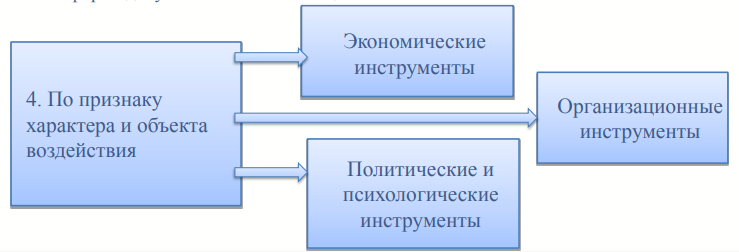 4. По признаку
характера и объекта
воздействия
Экономические
инструменты
Организационные
инструменты
Политические и
психологические
инструменты